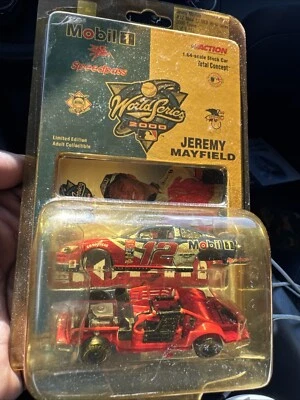 Mobil 1
Speedpass
ACTION
1:64-scale Stock Car
Total Concept
World Series
2000
JEREMY
MAYFIELD
Limited Edition
Adult Collectible
12
Mobil 1